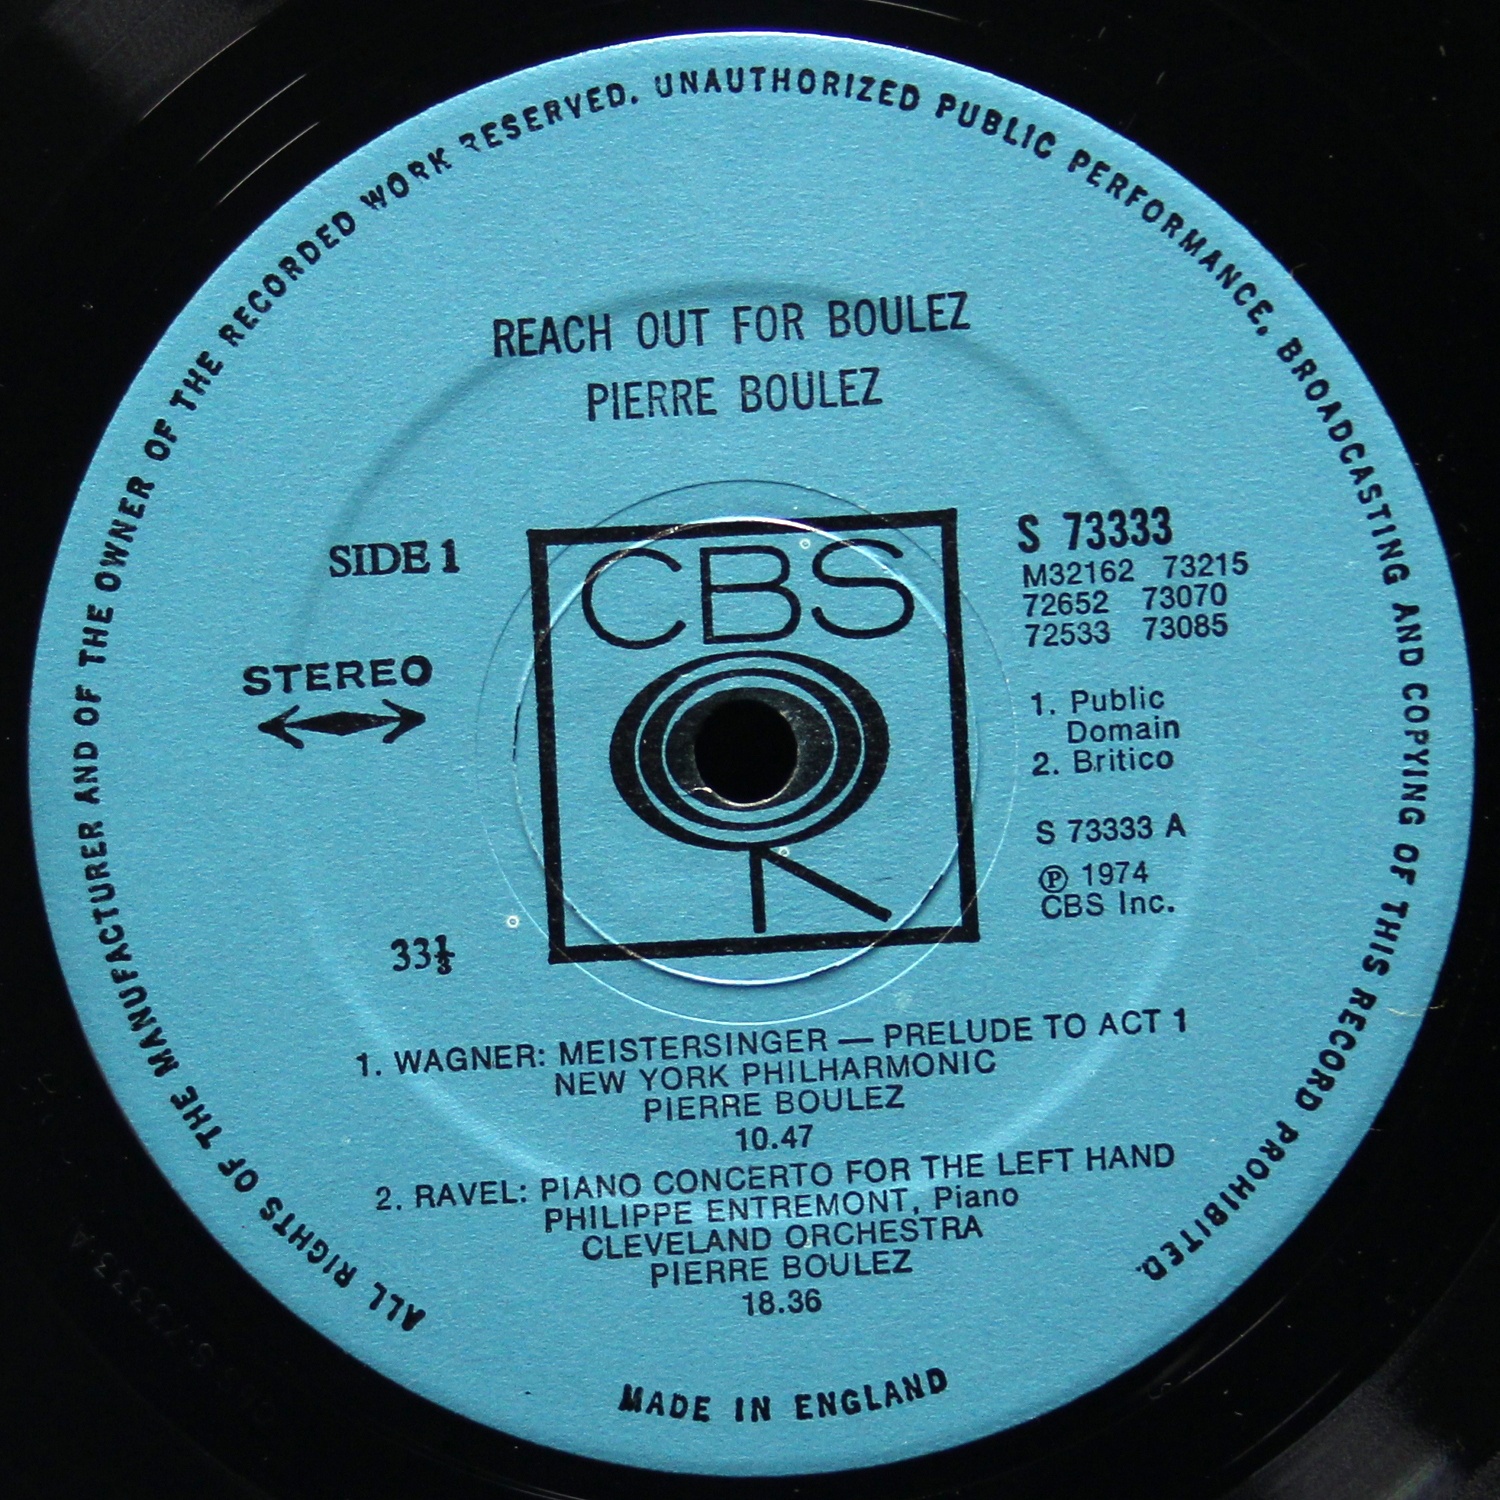 ALL RIGHTS OF THE MANUFACTURER AND OF THE OWNER OF THE RECORDED WORK RESERVED. UNAUTHORIZED PUBLIC PERFORMANCE, BROADCASTING AND COPYING OF THIS RECORD PROHIBITED.
REACH OUT FOR BOULEZ
PIERRE BOULEZ
SIDE 1
STEREO
33⅓
CBS
S 73333
M32162 73215
72652 73070
72533 73085
1. Public
Domain
2. Britico
S 73333 A
Ⓟ 1974
CBS Inc.
1. WAGNER: MEISTERSINGER — PRELUDE TO ACT 1
NEW YORK PHILHARMONIC
PIERRE BOULEZ
10.47
2. RAVEL: PIANO CONCERTO FOR THE LEFT HAND
PHILIPPE ENTREMONT, Piano
CLEVELAND ORCHESTRA
PIERRE BOULEZ
18.36
MADE IN ENGLAND